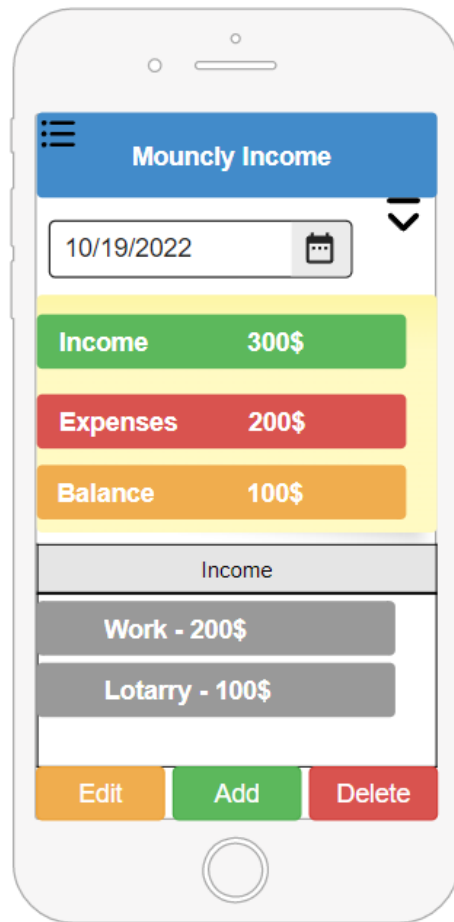 Mouncly Income
10/19/2022
Income 300$
Expenses 200$
Balance 100$
Income
Work - 200$
Lotarry - 100$
Edit Add Delete